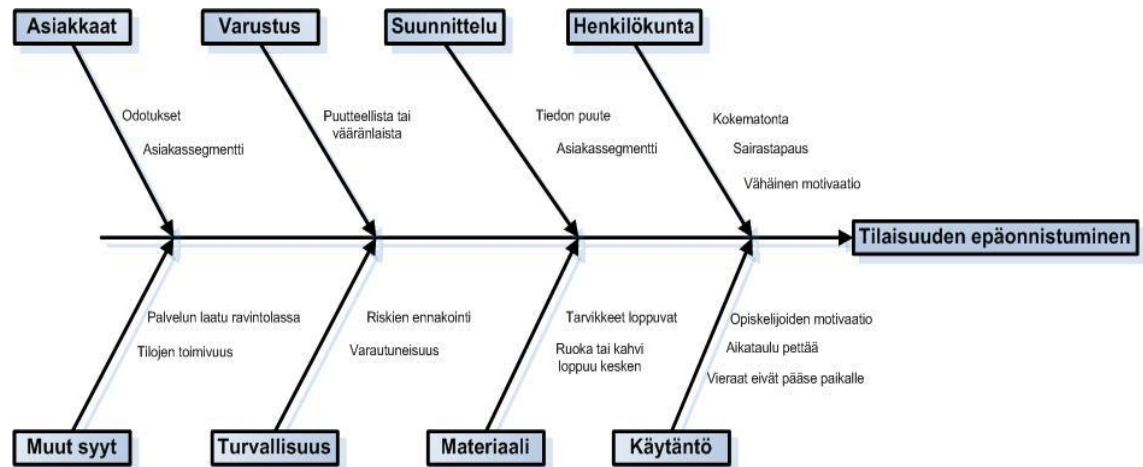 Asiakkaat
Varustus
Suunnittelu
Henkilökunta
Odotukset
Asiakassegmentti
Puutteellista tai
vääränlaista
Tiedon puute
Asiakassegmentti
Kokematonta
Sairastapaus
Vähäinen motivaatio
Tilaisuuden epäonnistuminen
Palvelun laatu ravintolassa
Tilojen toimivuus
Riskien ennakointi
Varautuneisuus
Tarvikkeet loppuvat
Ruoka tai kahvi
loppuu kesken
Opiskelijoiden motivaatio
Aikataulu pettää
Vieraat eivät pääse paikalle
Muut syyt
Turvallisuus
Materiaali
Käytäntö